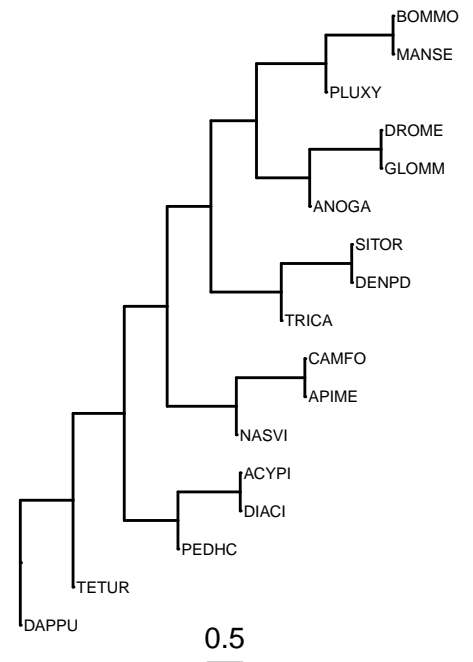 BOMMO
MANSE
PLUXY
DROME
GLOMM
ANOGA
SITOR
DENPD
TRICA
CAMFO
APIME
NASVI
ACYPI
DIACI
PEDHC
TETUR
DAPPU
0.5